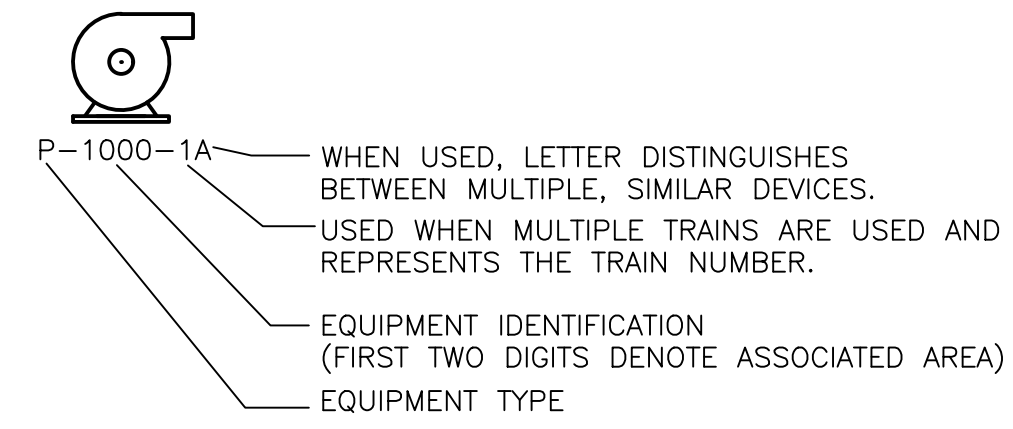 P-1000-1A
WHEN USED, LETTER DISTINGUISHES
BETWEEN MULTIPLE, SIMILAR DEVICES.
USED WHEN MULTIPLE TRAINS ARE USED AND
REPRESENTS THE TRAIN NUMBER.
EQUIPMENT IDENTIFICATION
(FIRST TWO DIGITS DENOTE ASSOCIATED AREA)
EQUIPMENT TYPE